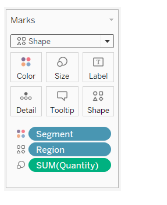 Marks
Shape
Color Size Label
Detail Tooltip Shape
Segment
Region
SUM(Quantity)